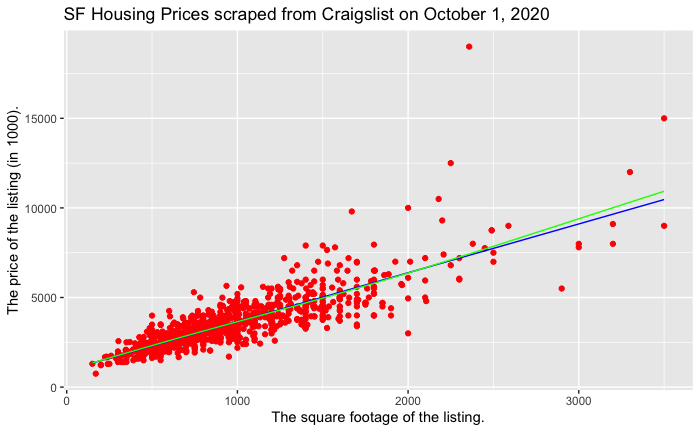 SF Housing Prices scraped from Craigslist on October 1, 2020
The price of the listing (in 1000).
15000
10000
5000
0
0 1000 2000 3000
The square footage of the listing.